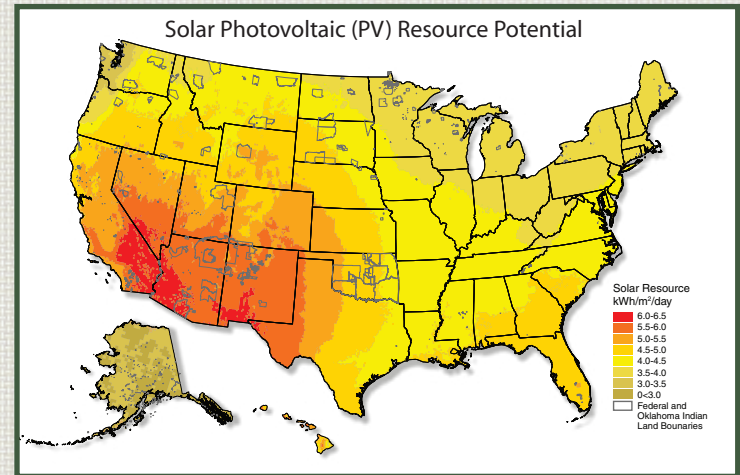 Solar Photovoltaic (PV) Resource Potential
Solar Resource
kWh/m²/day
6.0-6.5
5.5-6.0
5.0-5.5
4.5-5.0
4.0-4.5
3.5-4.0
3.0-3.5
0<3.0
Federal and
Oklahoma Indian
Land Bounaries